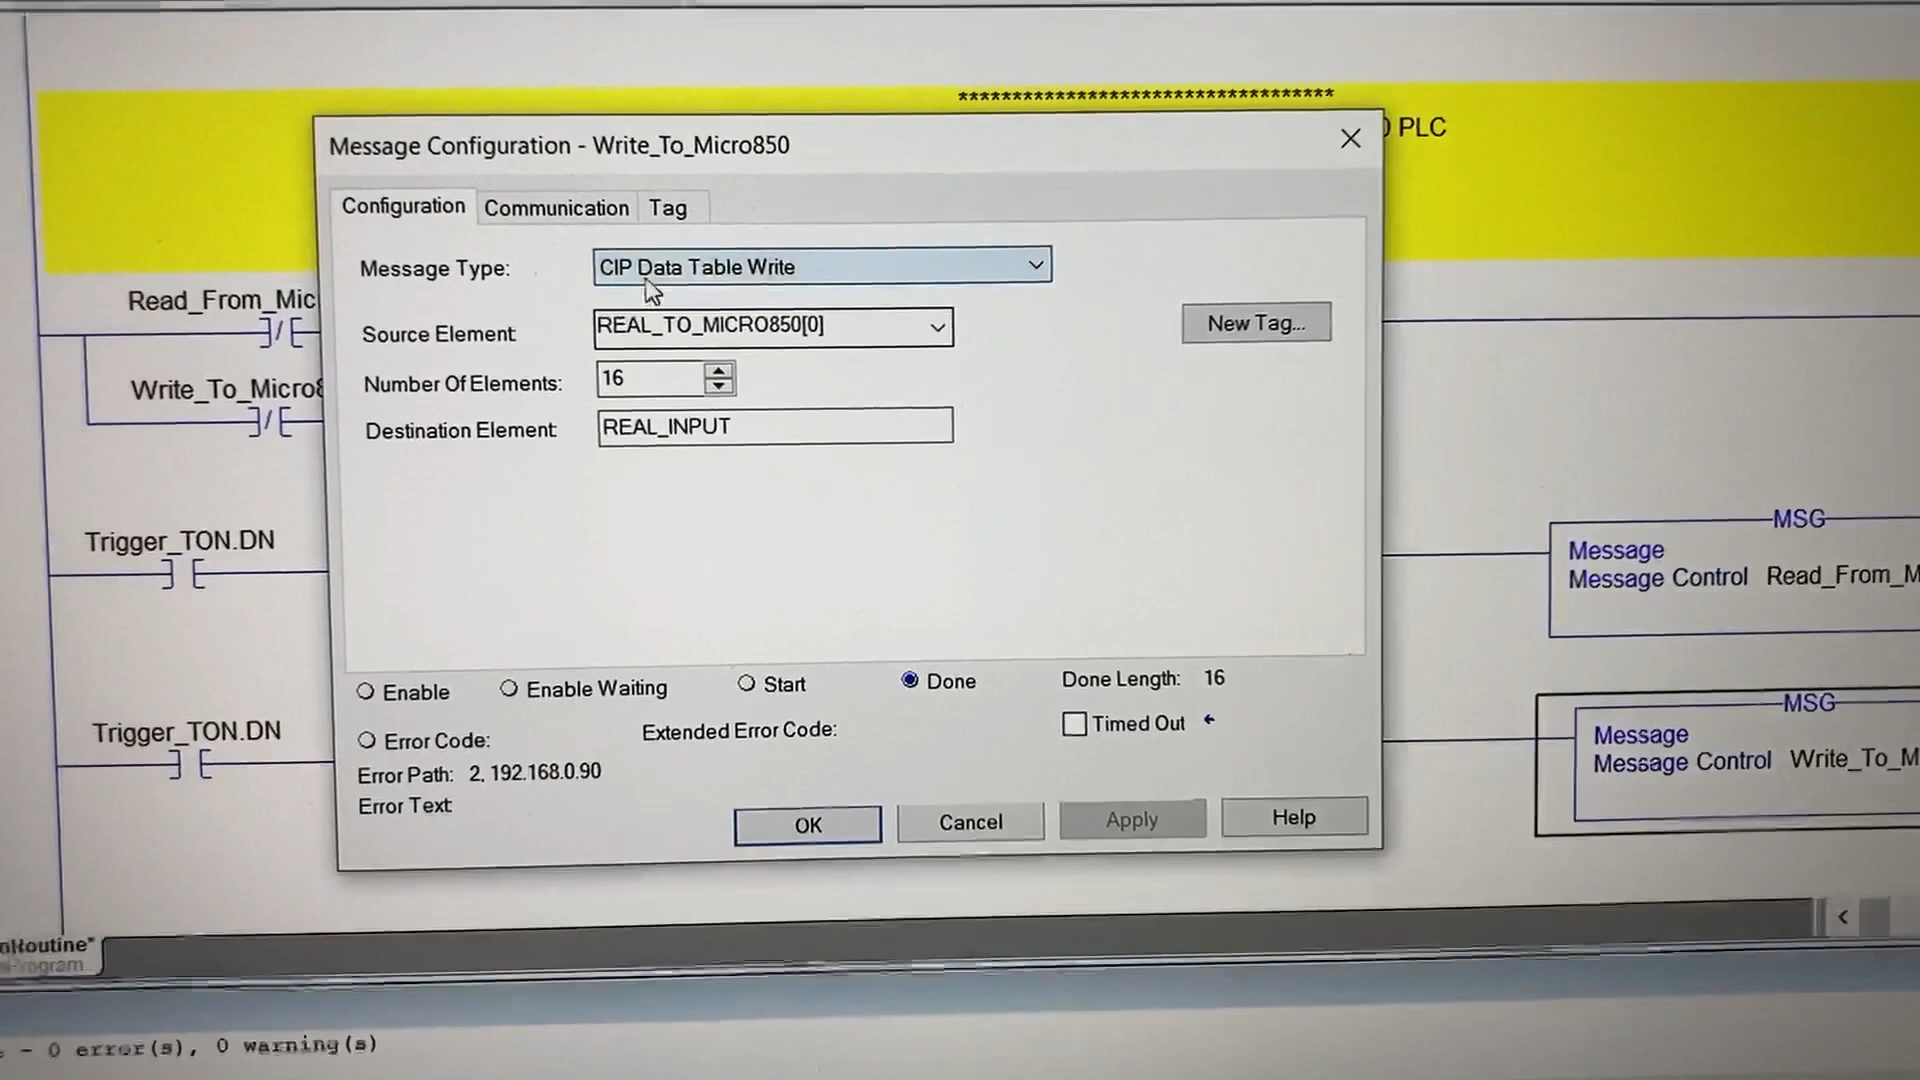 *************************************
PLC
Message Configuration - Write_To_Micro850
Configuration Communication Tag
Message Type: CIP Data Table Write
Source Element REAL_TO_MICRO850[0] New Tag...
Number Of Elements: 16
Destination Element REAL_INPUT
Enable Enable Waiting Start Done Done Length: 16
Error Code: Extended Error Code: Timed Out
Error Path: 2, 192.168.0.90
Error Text
OK Cancel Apply Help
Read_From_Mic
Write_To_Micro8
Trigger_TON.DN
MSG
Message
Message Control Read_From_M
Trigger_TON.DN
MSG
Message
Message Control Write_To_M
nRoutine"
Program
- 0 error(s), 0 warning(s)